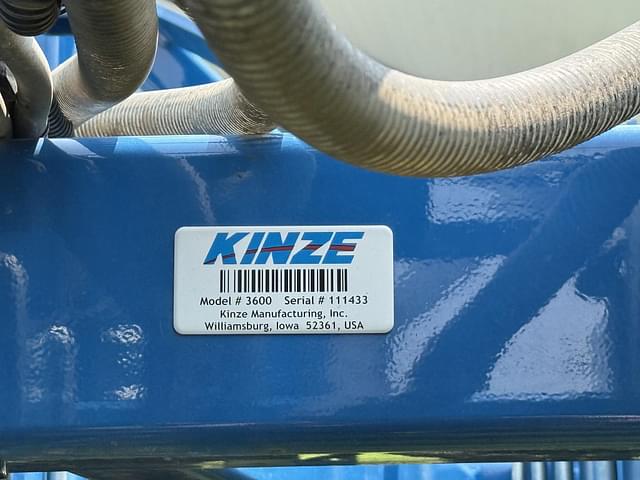 KINZE
Model # 3600 Serial # 111433
Kinze Manufacturing, Inc.
Williamsburg, Iowa 52361, USA